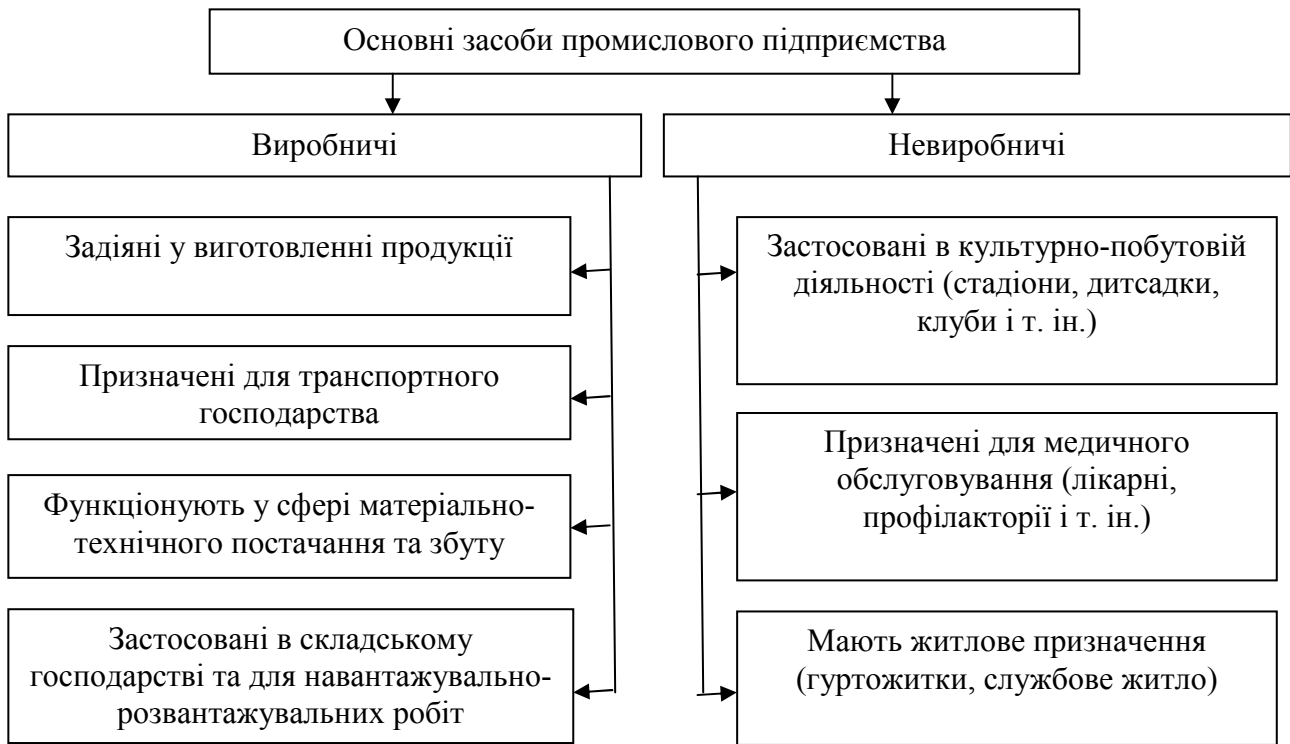 Основні засоби промислового підприємства
Виробничі
Невиробничі
Задіяні у виготовленні продукції
Призначені для транспортного
господарства
Функціонують у сфері матеріально-
технічного постачання та збуту
Застосовані в складському
господарстві та для навантажувально-
розвантажувальних робіт
Застосовані в культурно-побутовій
діяльності (стадіони, дитсадки,
клуби і т. ін.)
Призначені для медичного
обслуговування (лікарні,
профілакторії і т. ін.)
Мають житлове призначення
(гуртожитки, службове житло)